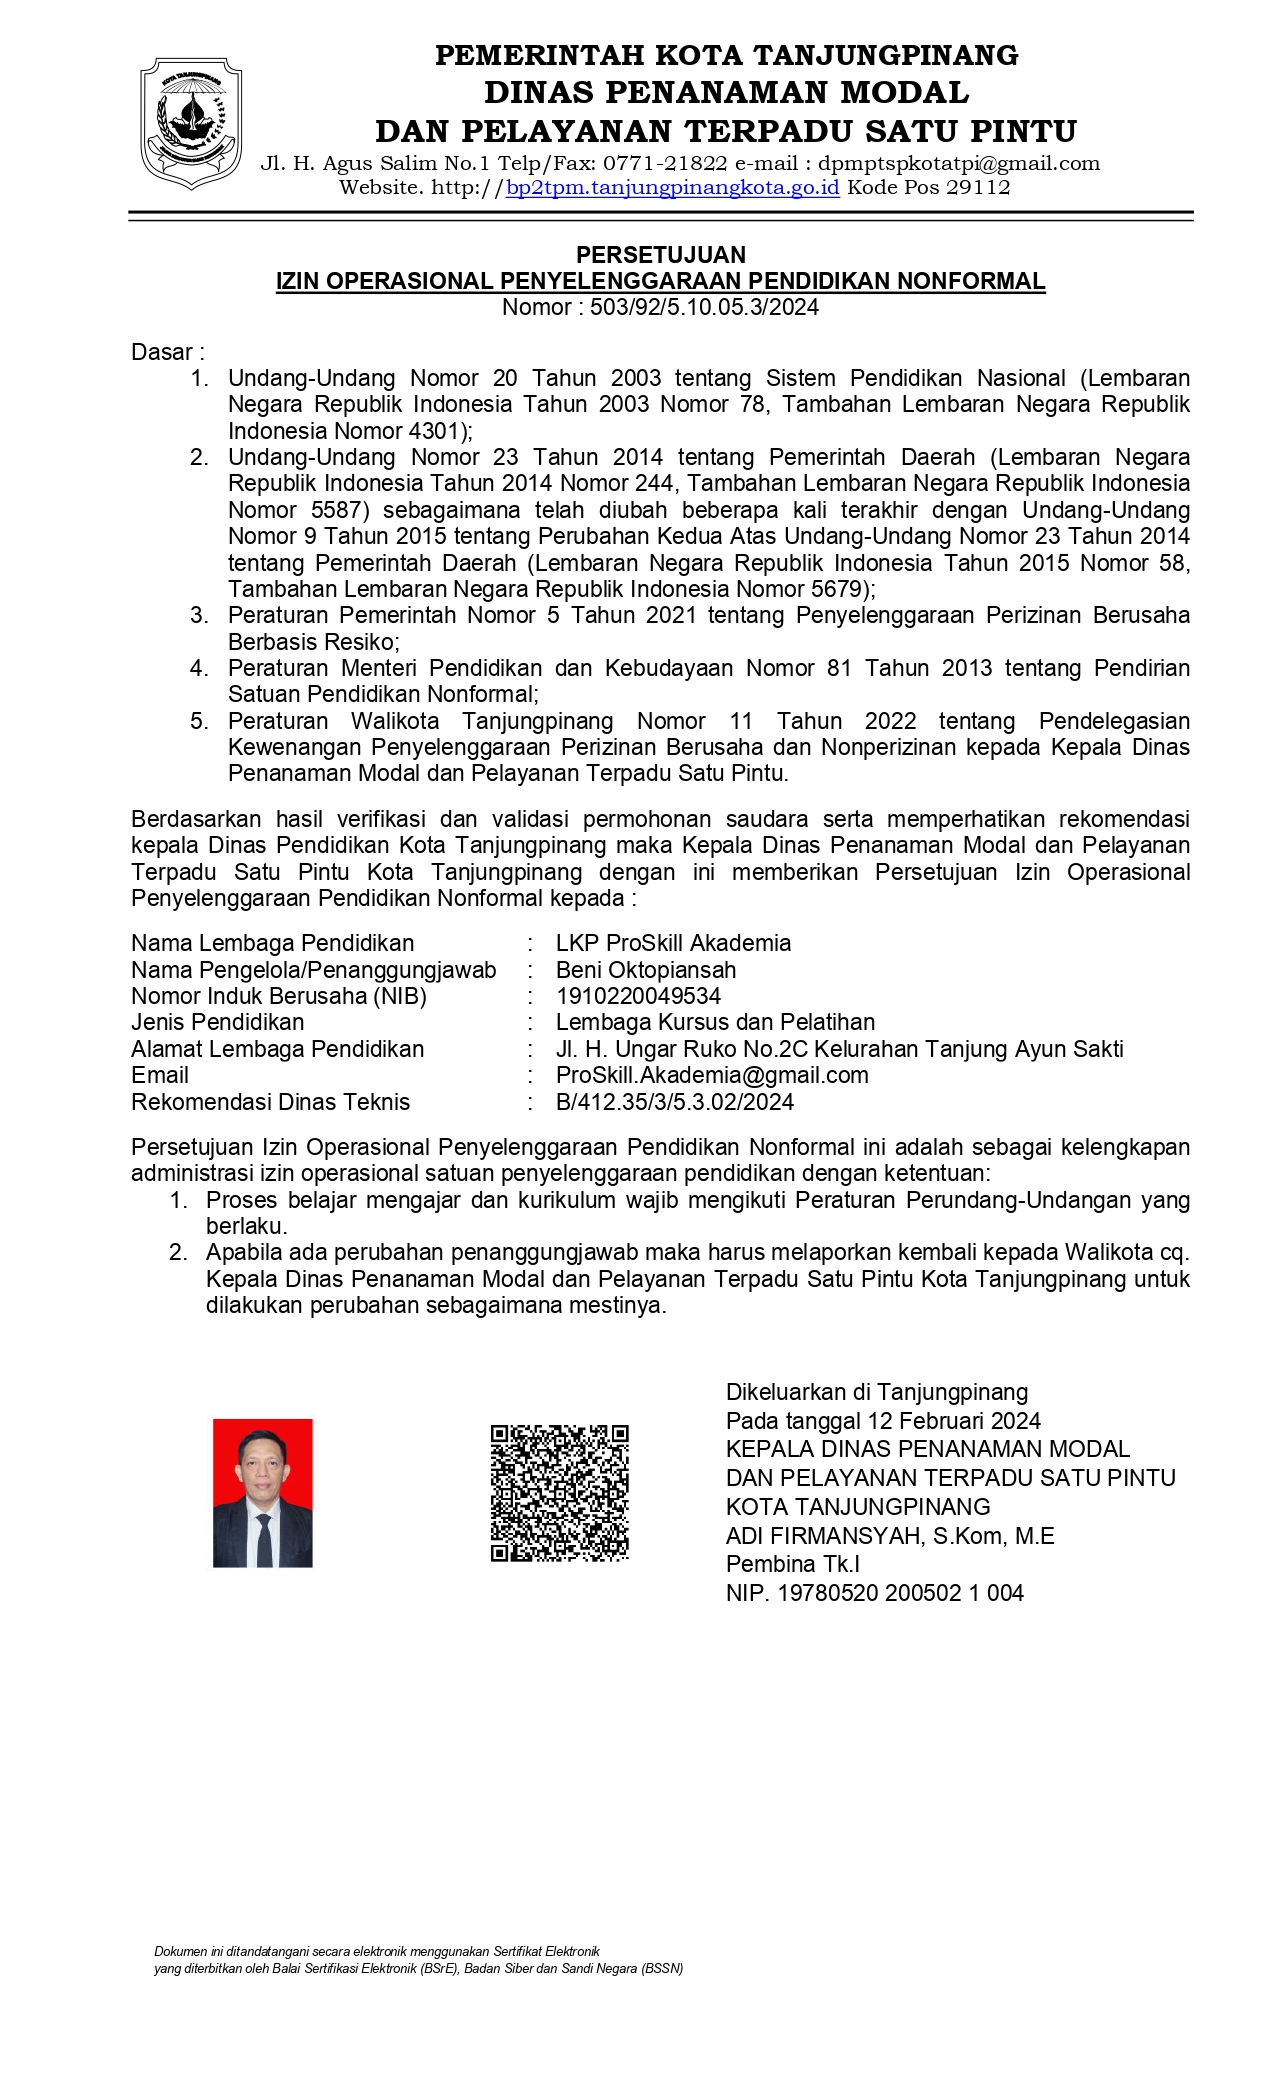 KOTA TANJUNGPINANG
PEMERINTAH KOTA TANJUNGPINANG
DINAS PENANAMAN MODAL
DAN PELAYANAN TERPADU SATU PINTU
Jl. H. Agus Salim No.1 Telp/Fax: 0771-21822 e-mail : dpmptspkotatpi@gmail.com
Website. http://bp2tpm.tanjungpinangkota.go.id Kode Pos 29112
PERSETUJUAN
IZIN OPERASIONAL PENYELENGGARAAN PENDIDIKAN NONFORMAL
Nomor : 503/92/5.10.05.3/2024
Dasar :
1. Undang-Undang Nomor 20 Tahun 2003 tentang Sistem Pendidikan Nasional (Lembaran
Negara Republik Indonesia Tahun 2003 Nomor 78, Tambahan Lembaran Negara Republik
Indonesia Nomor 4301);
2. Undang-Undang Nomor 23 Tahun 2014 tentang Pemerintah Daerah (Lembaran Negara
Republik Indonesia Tahun 2014 Nomor 244, Tambahan Lembaran Negara Republik Indonesia
Nomor 5587) sebagaimana telah diubah beberapa kali terakhir dengan Undang-Undang
Nomor 9 Tahun 2015 tentang Perubahan Kedua Atas Undang-Undang Nomor 23 Tahun 2014
tentang Pemerintah Daerah (Lembaran Negara Republik Indonesia Tahun 2015 Nomor 58,
Tambahan Lembaran Negara Republik Indonesia Nomor 5679);
3. Peraturan Pemerintah Nomor 5 Tahun 2021 tentang Penyelenggaraan Perizinan Berusaha
Berbasis Resiko;
4. Peraturan Menteri Pendidikan dan Kebudayaan Nomor 81 Tahun 2013 tentang Pendirian
Satuan Pendidikan Nonformal;
5. Peraturan Walikota Tanjungpinang Nomor 11 Tahun 2022 tentang Pendelegasian
Kewenangan Penyelenggaraan Perizinan Berusaha dan Nonperizinan kepada Kepala Dinas
Penanaman Modal dan Pelayanan Terpadu Satu Pintu.
Berdasarkan hasil verifikasi dan validasi permohonan saudara serta memperhatikan rekomendasi
kepala Dinas Pendidikan Kota Tanjungpinang maka Kepala Dinas Penanaman Modal dan Pelayanan
Terpadu Satu Pintu Kota Tanjungpinang dengan ini memberikan Persetujuan Izin Operasional
Penyelenggaraan Pendidikan Nonformal kepada :
Nama Lembaga Pendidikan : LKP ProSkill Akademia
Nama Pengelola/Penanggungjawab : Beni Oktopiansah
Nomor Induk Berusaha (NIB) : 1910220049534
Jenis Pendidikan : Lembaga Kursus dan Pelatihan
Alamat Lembaga Pendidikan : Jl. H. Ungar Ruko No.2C Kelurahan Tanjung Ayun Sakti
Email : ProSkill.Akademia@gmail.com
Rekomendasi Dinas Teknis : B/412.35/3/5.3.02/2024
Persetujuan Izin Operasional Penyelenggaraan Pendidikan Nonformal ini adalah sebagai kelengkapan
administrasi izin operasional satuan penyelenggaraan pendidikan dengan ketentuan:
1. Proses belajar mengajar dan kurikulum wajib mengikuti Peraturan Perundang-Undangan yang
berlaku.
2. Apabila ada perubahan penanggungjawab maka harus melaporkan kembali kepada Walikota cq.
Kepala Dinas Penanaman Modal dan Pelayanan Terpadu Satu Pintu Kota Tanjungpinang untuk
dilakukan perubahan sebagaimana mestinya.
Dikeluarkan di Tanjungpinang
Pada tanggal 12 Februari 2024
KEPALA DINAS PENANAMAN MODAL
DAN PELAYANAN TERPADU SATU PINTU
KOTA TANJUNGPINANG
ADI FIRMANSYAH, S.Kom, M.E
Pembina Tk.I
NIP. 19780520 200502 1 004
Dokumen ini ditandatangani secara elektronik menggunakan Sertifikat Elektronik
yang diterbitkan oleh Balai Sertifikasi Elektronik (BSrE), Badan Siber dan Sandi Negara (BSSN)